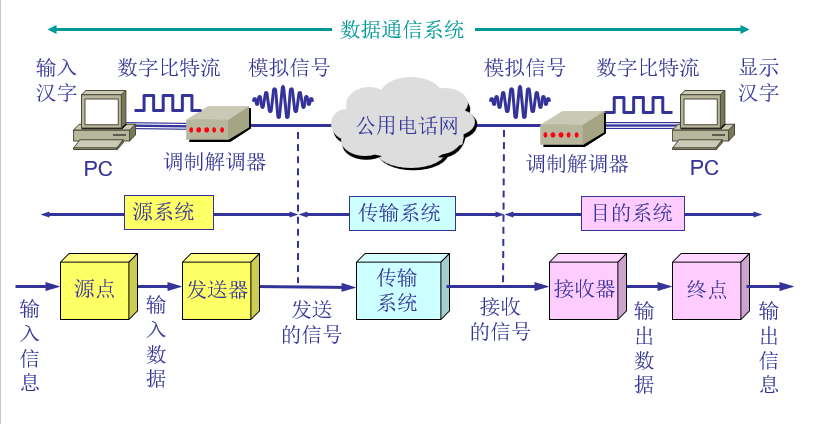 数据通信系统
输入
汉字
数字比特流
模拟信号
模拟信号
数字比特流
显示
汉字
公用电话网
PC
调制解调器
调制解调器
PC
源系统
传输系统
目的系统
源点
发送器
传输
系统
接收器
终点
输入信息
输入数据
发送
的信号
接收
的信号
输出数据
输出信息